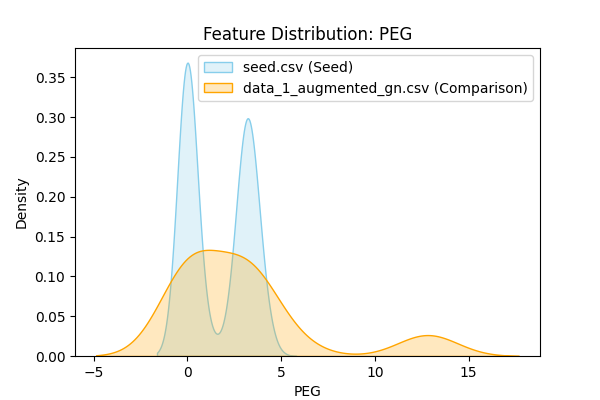 Feature Distribution: PEG
seed.csv (Seed)
data_1_augmented_gn.csv (Comparison)
Density
0.35
0.30
0.25
0.20
0.15
0.10
0.05
0.00
−5
0
5
10
15
PEG